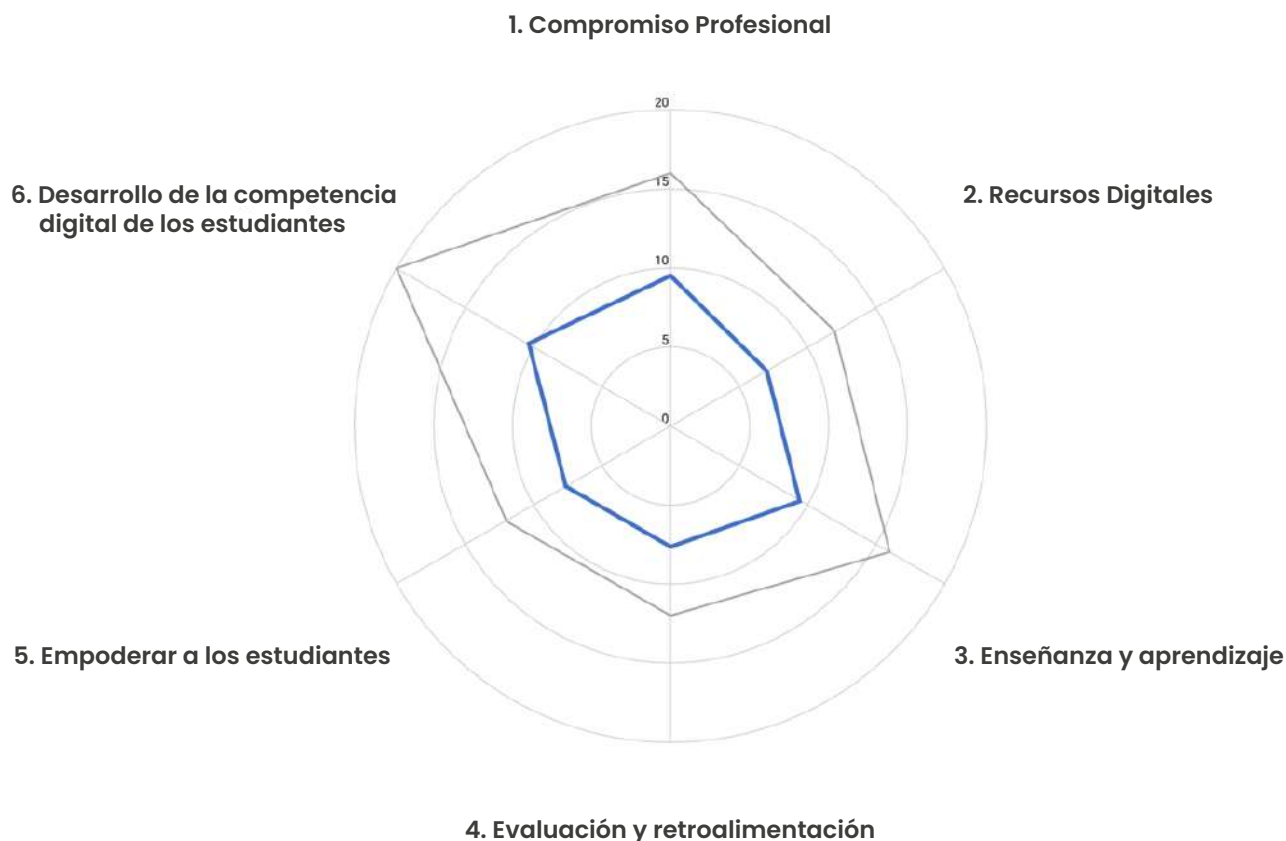 1. Compromiso Profesional
20
15
10
5
0
6. Desarrollo de la competencia
digital de los estudiantes
2. Recursos Digitales
5. Empoderar a los estudiantes
3. Enseñanza y aprendizaje
4. Evaluación y retroalimentación